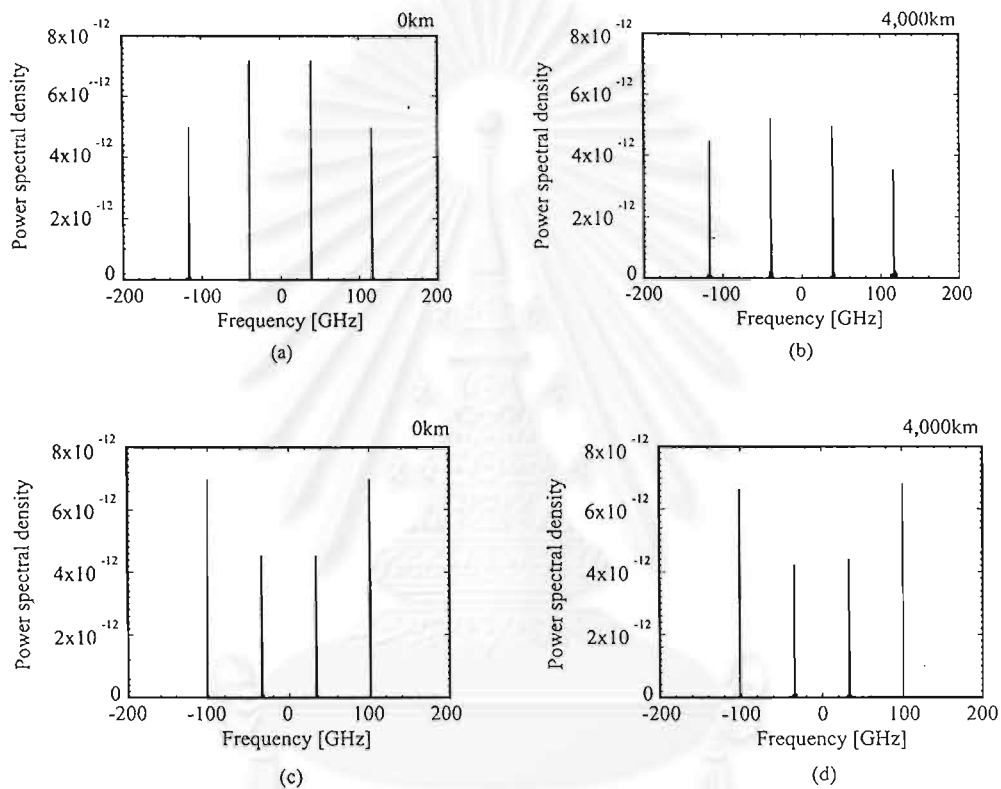 0km
8x10 -12
6x10 -12
4x10 -12
2x10 -12
0
-200 -100 0 100 200
Power spectral density
Frequency [GHz]
(a)
4,000km
8x10 -12
6x10 -12
4x10 -12
2x10 -12
0
-200 -100 0 100 200
Power spectral density
Frequency [GHz]
(b)
0km
8x10 -12
6x10 -12
4x10 -12
2x10 -12
0
-200 -100 0 100 200
Power spectral density
Frequency [GHz]
(c)
4,000km
8x10 -12
6x10 -12
4x10 -12
2x10 -12
0
-200 -100 0 100 200
Power spectral density
Frequency [GHz]
(d)